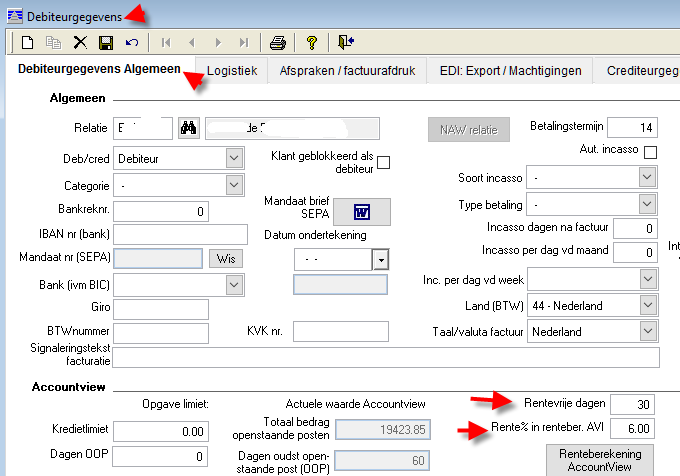 Debiteurgegevens
Debiteurgegevens Algemeen Logistiek Afspraken / factuurafdruk EDI: Export / Machtigingen Crediteurgeg
Algemeen
Relatie NAW relatie Betalingstermijn 14
Aut. incasso
Deb/cred Debiteur Klant geblokkeerd als debiteur
Soort incasso -
Categorie -
Mandaat brief SEPA Type betaling -
Bankreknr. 0
Incasso dagen na factuur 0
IBAN nr (bank) Datum ondertekening
Incasso per dag vd maand 0 Int
Mandaat nr (SEPA) Wis - -
Inc. per dag vd week
Bank (ivm BIC)
Land (BTW) 44 - Nederland
Giro
BTWnummer KVK nr. Taal/valuta factuur Nederland
Signaleringstekst facturatie
Accountview
Opgave limiet: Actuele waarde Accountview Rentevrije dagen 30
Kredietlimiet 0.00 Totaal bedrag openstaande posten 19423.85 Rente% in renteber. AVI 6.00
Dagen OOP 0 Dagen oudst open-staande post (OOP) 60 Renteberekening AccountView